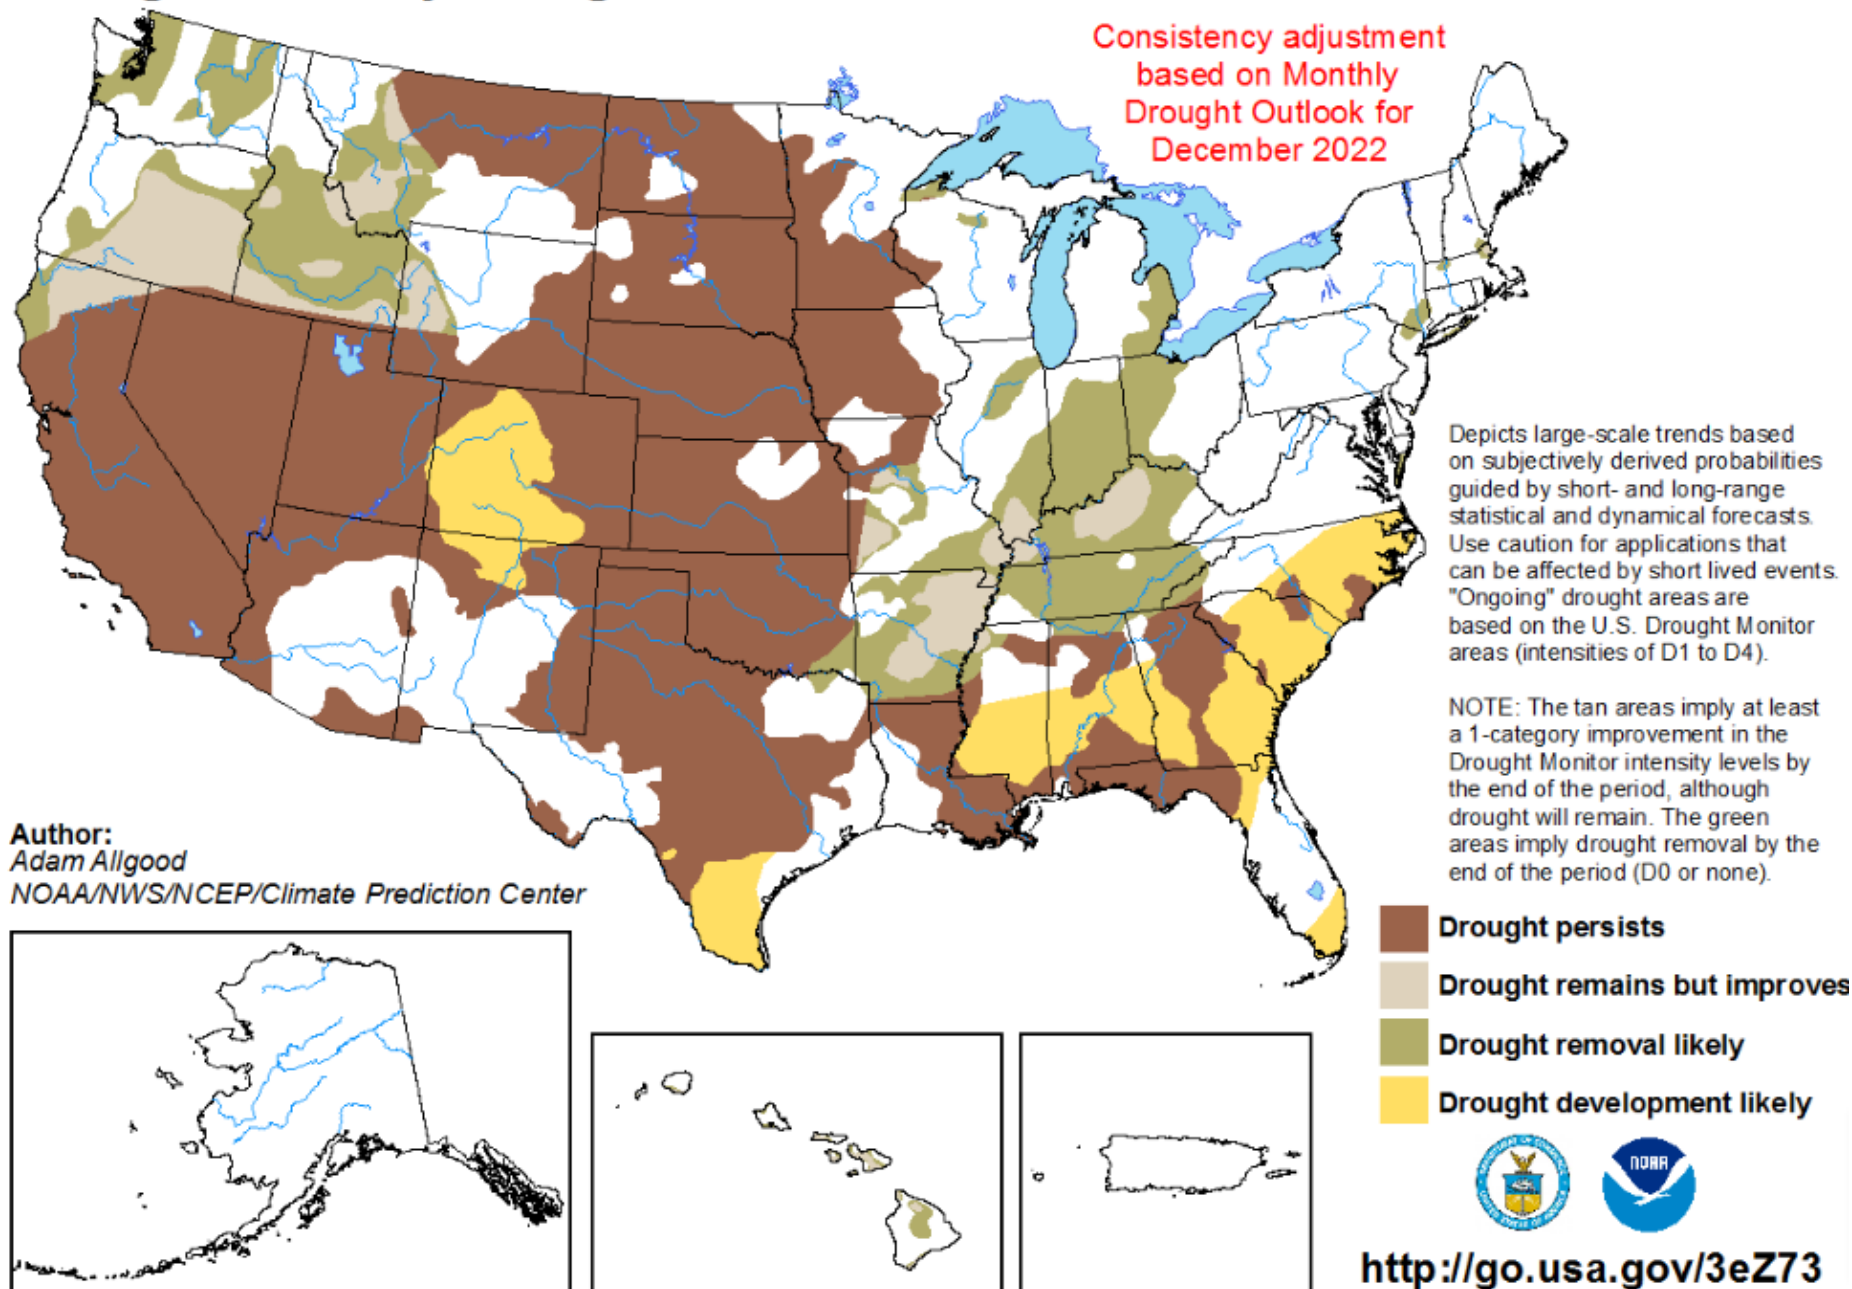 Consistency adjustment
based on Monthly
Drought Outlook for
December 2022
Depicts large-scale trends based
on subjectively derived probabilities
guided by short- and long-range
statistical and dynamical forecasts.
Use caution for applications that
can be affected by short lived events.
"Ongoing" drought areas are
based on the U.S. Drought Monitor
areas (intensities of D1 to D4).
NOTE: The tan areas imply at least
a 1-category improvement in the
Drought Monitor intensity levels by
the end of the period, although
drought will remain. The green
areas imply drought removal by the
end of the period (D0 or none).
Author:
Adam Allgood
NOAA/NWS/NCEP/Climate Prediction Center
Drought persists
Drought remains but improves
Drought removal likely
Drought development likely
NOAA
http://go.usa.gov/3eZ73